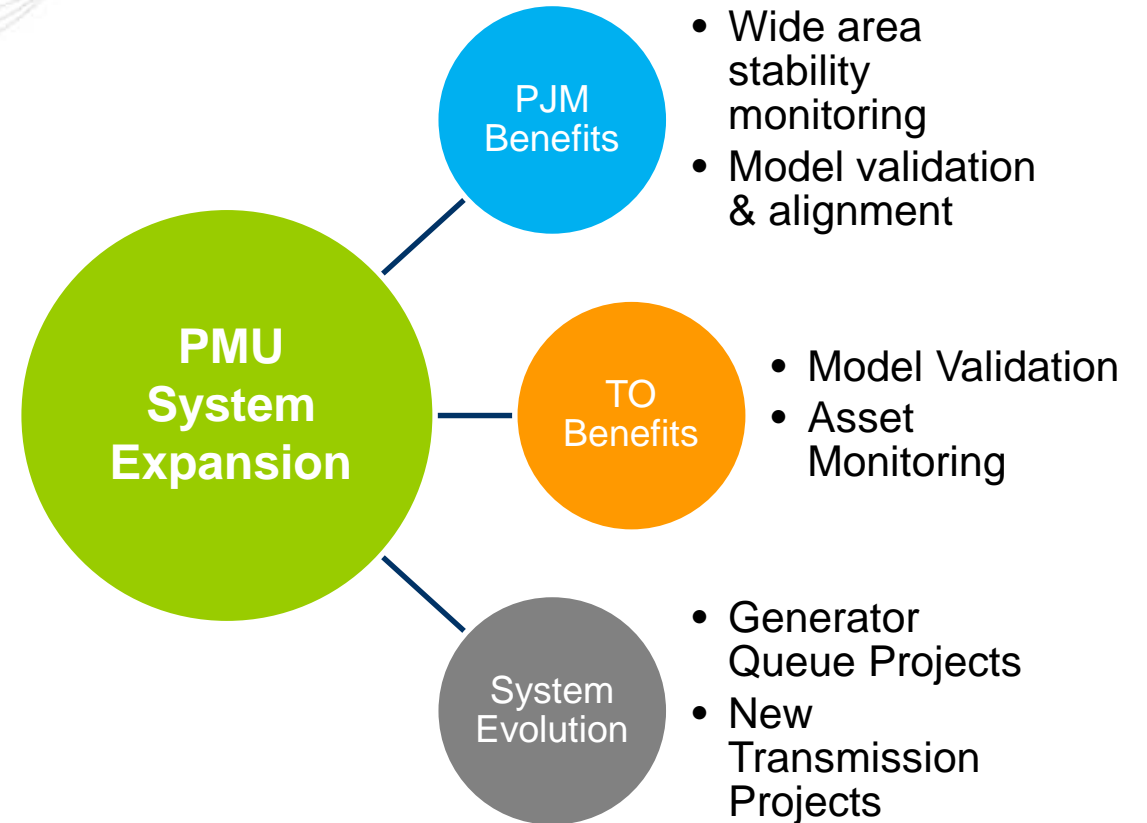 PMU
System
Expansion
PJM
Benefits
• Wide area
stability
monitoring
• Model validation
& alignment
TO
Benefits
• Model Validation
• Asset
Monitoring
System
Evolution
• Generator
Queue Projects
• New
Transmission
Projects